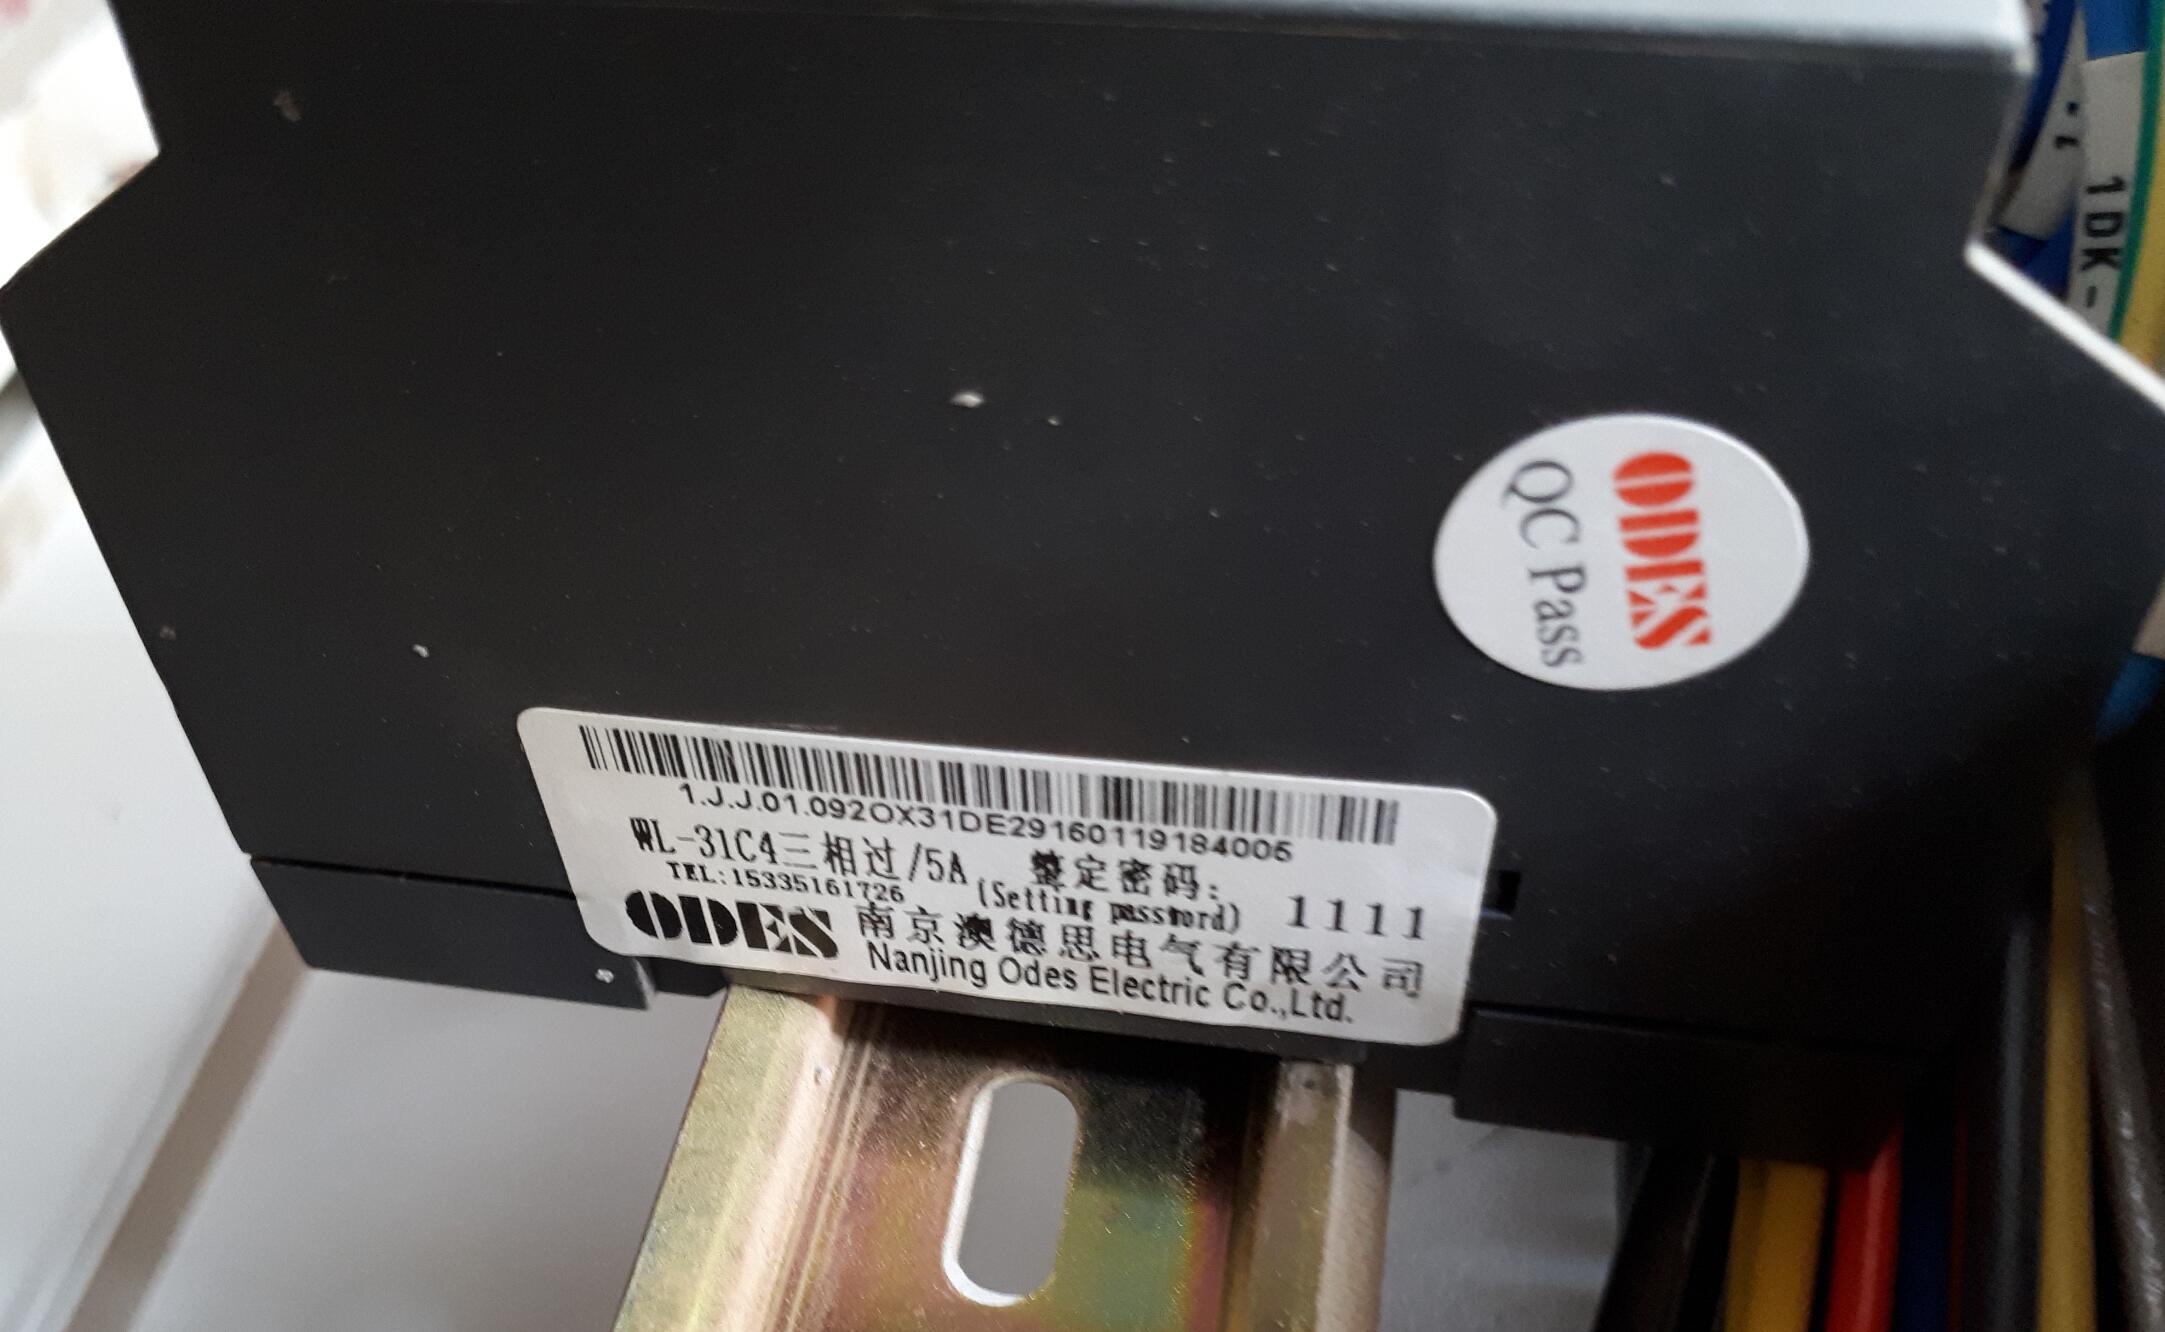 1DK-
ODES
QC Pass
1.J.J.01.092OX31DE29160119184005
WL-31C4三相过/5A 整定密码:
TEL:15335161726 (Setting password) 1111
ODES 南京澳德思电气有限公司
Nanjing Odes Electric Co.,Ltd.